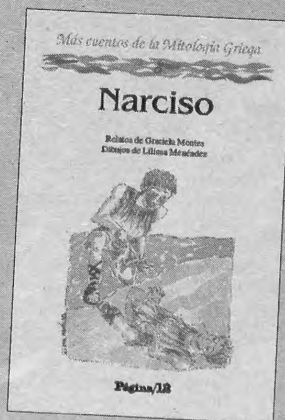 Más cuentos de la Mitología Griega
Narciso
Relatos de Graciela Montes
Dibujos de Liliana Menéndez
Página/12